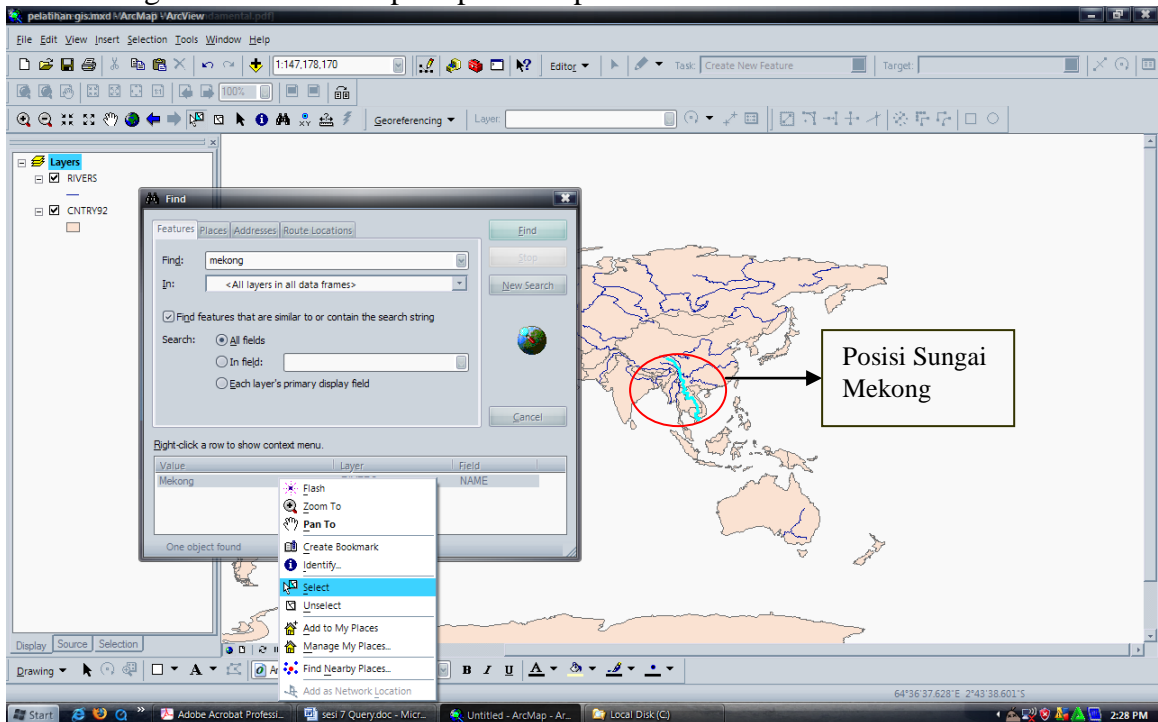 pelatihan gis.mxd - ArcMap - ArcView
File Edit View Insert Selection Tools Window Help
1:147,178,170
Editor
Task: Create New Feature
Target:
100%
Georeferencing
Layer:
Layers
RIVERS
CNTRY92
Find
Features Places Addresses Route Locations
Find
Find: mekong
Stop
In: <All layers in all data frames>
New Search
Find features that are similar to or contain the search string
Search: All fields
In field:
Each layer's primary display field
Cancel
Right-click a row to show context menu.
Value Layer Field
Mekong NAME
One object found
Flash
Zoom To
Pan To
Create Bookmark
Identify...
Select
Unselect
Add to My Places
Manage My Places...
Find Nearby Places...
Add as Network Location
Posisi Sungai
Mekong
Display Source Selection
Drawing
A
B I U A
64°36'37.628"E 2°43'38.601"S
Start
Adobe Acrobat Professi...
sesi 7 Query.doc - Micr...
Untitled - ArcMap - Ar...
Local Disk (C:)
2:28 PM